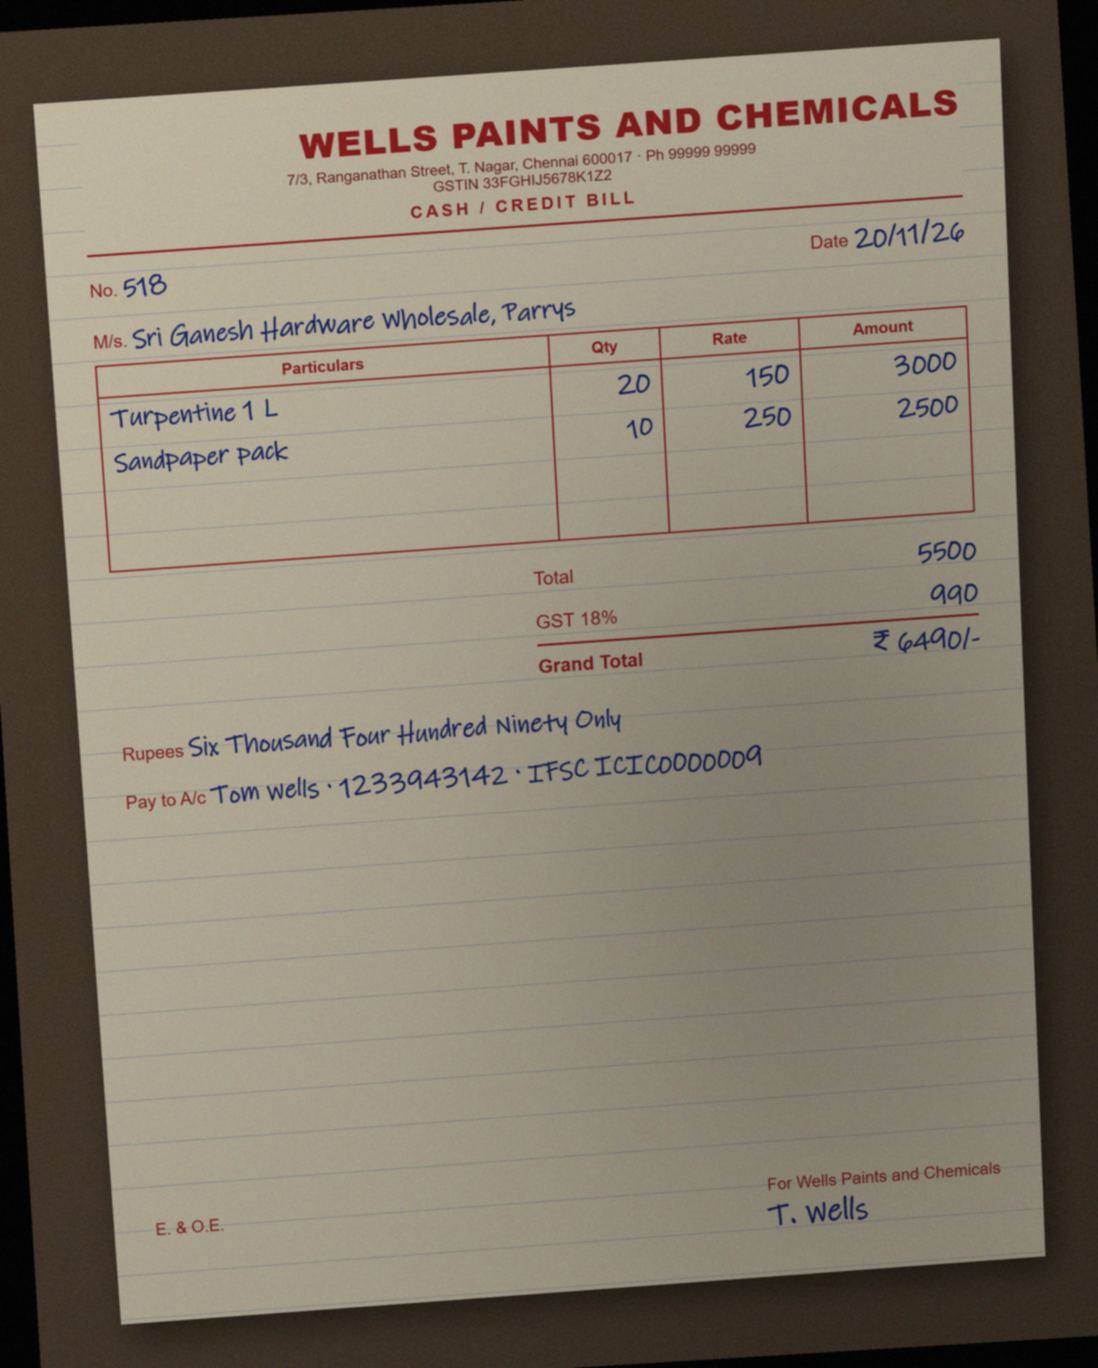 WELLS PAINTS AND CHEMICALS
7/3, Ranganathan Street, T. Nagar, Chennai 600017 · Ph 99999 99999
GSTIN 33FGHIJ5678K1Z2
CASH / CREDIT BILL
No. 518 Date 20/11/26
M/s. Sri Ganesh Hardware Wholesale, Parrys
Particulars Qty Rate Amount
Turpentine 1 L 20 150 3000
Sandpaper pack 10 250 2500
Total 5500
GST 18% 990
Grand Total ₹ 6490/-
Rupees Six Thousand Four Hundred Ninety Only
Pay to A/c Tom Wells · 1233943142 · IFSC ICIC0000009
For Wells Paints and Chemicals
E. & O.E. T. Wells